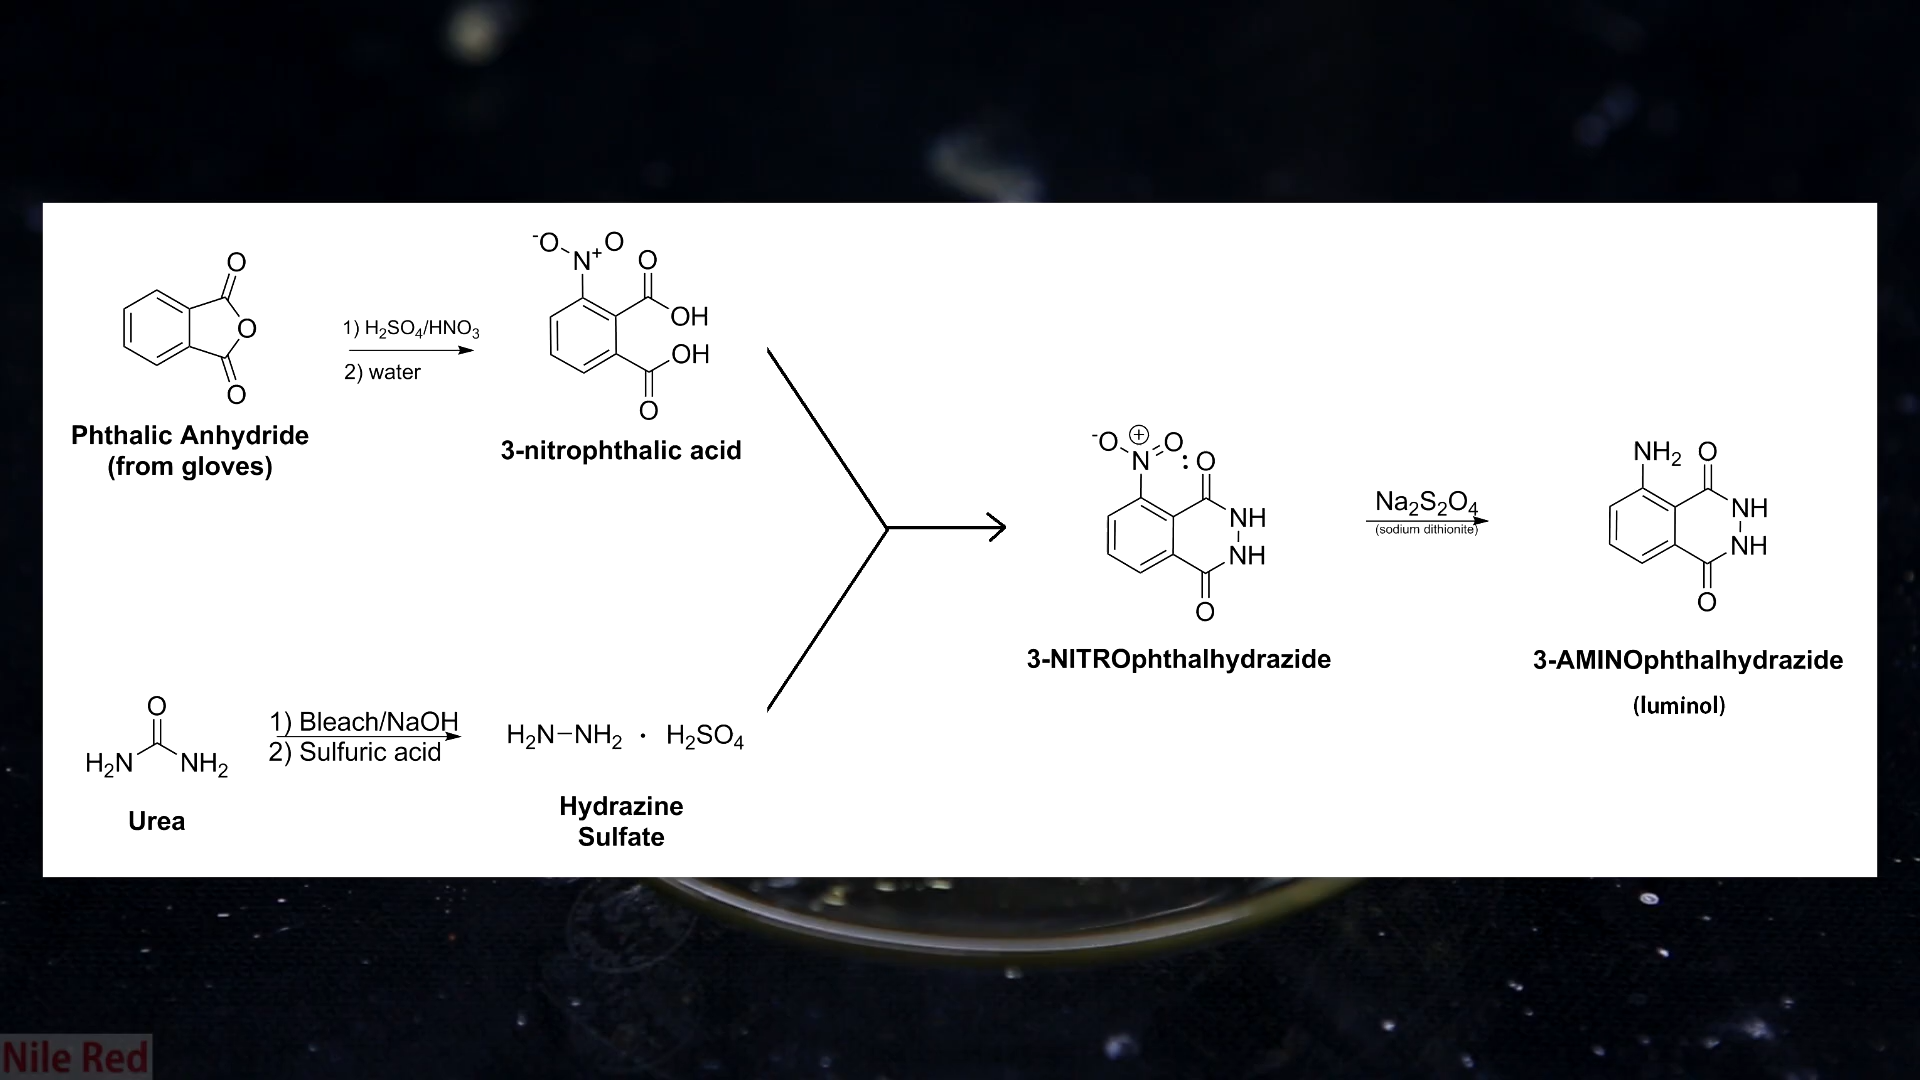 ⁻O
N⁺
O
O
OH
OH
O
O
O
O
1) H₂SO₄/HNO₃
2) water
Phthalic Anhydride
(from gloves)
3-nitrophthalic acid
⁻O
⊕
N
O
:
O
NH
NH
O
Na₂S₂O₄
(sodium dithionite)
NH₂
O
NH
NH
O
3-NITROphthalhydrazide
3-AMINOphthalhydrazide
(luminol)
O
H₂N
NH₂
1) Bleach/NaOH
2) Sulfuric acid
H₂N–NH₂ · H₂SO₄
Urea
Hydrazine
Sulfate
Nile Red